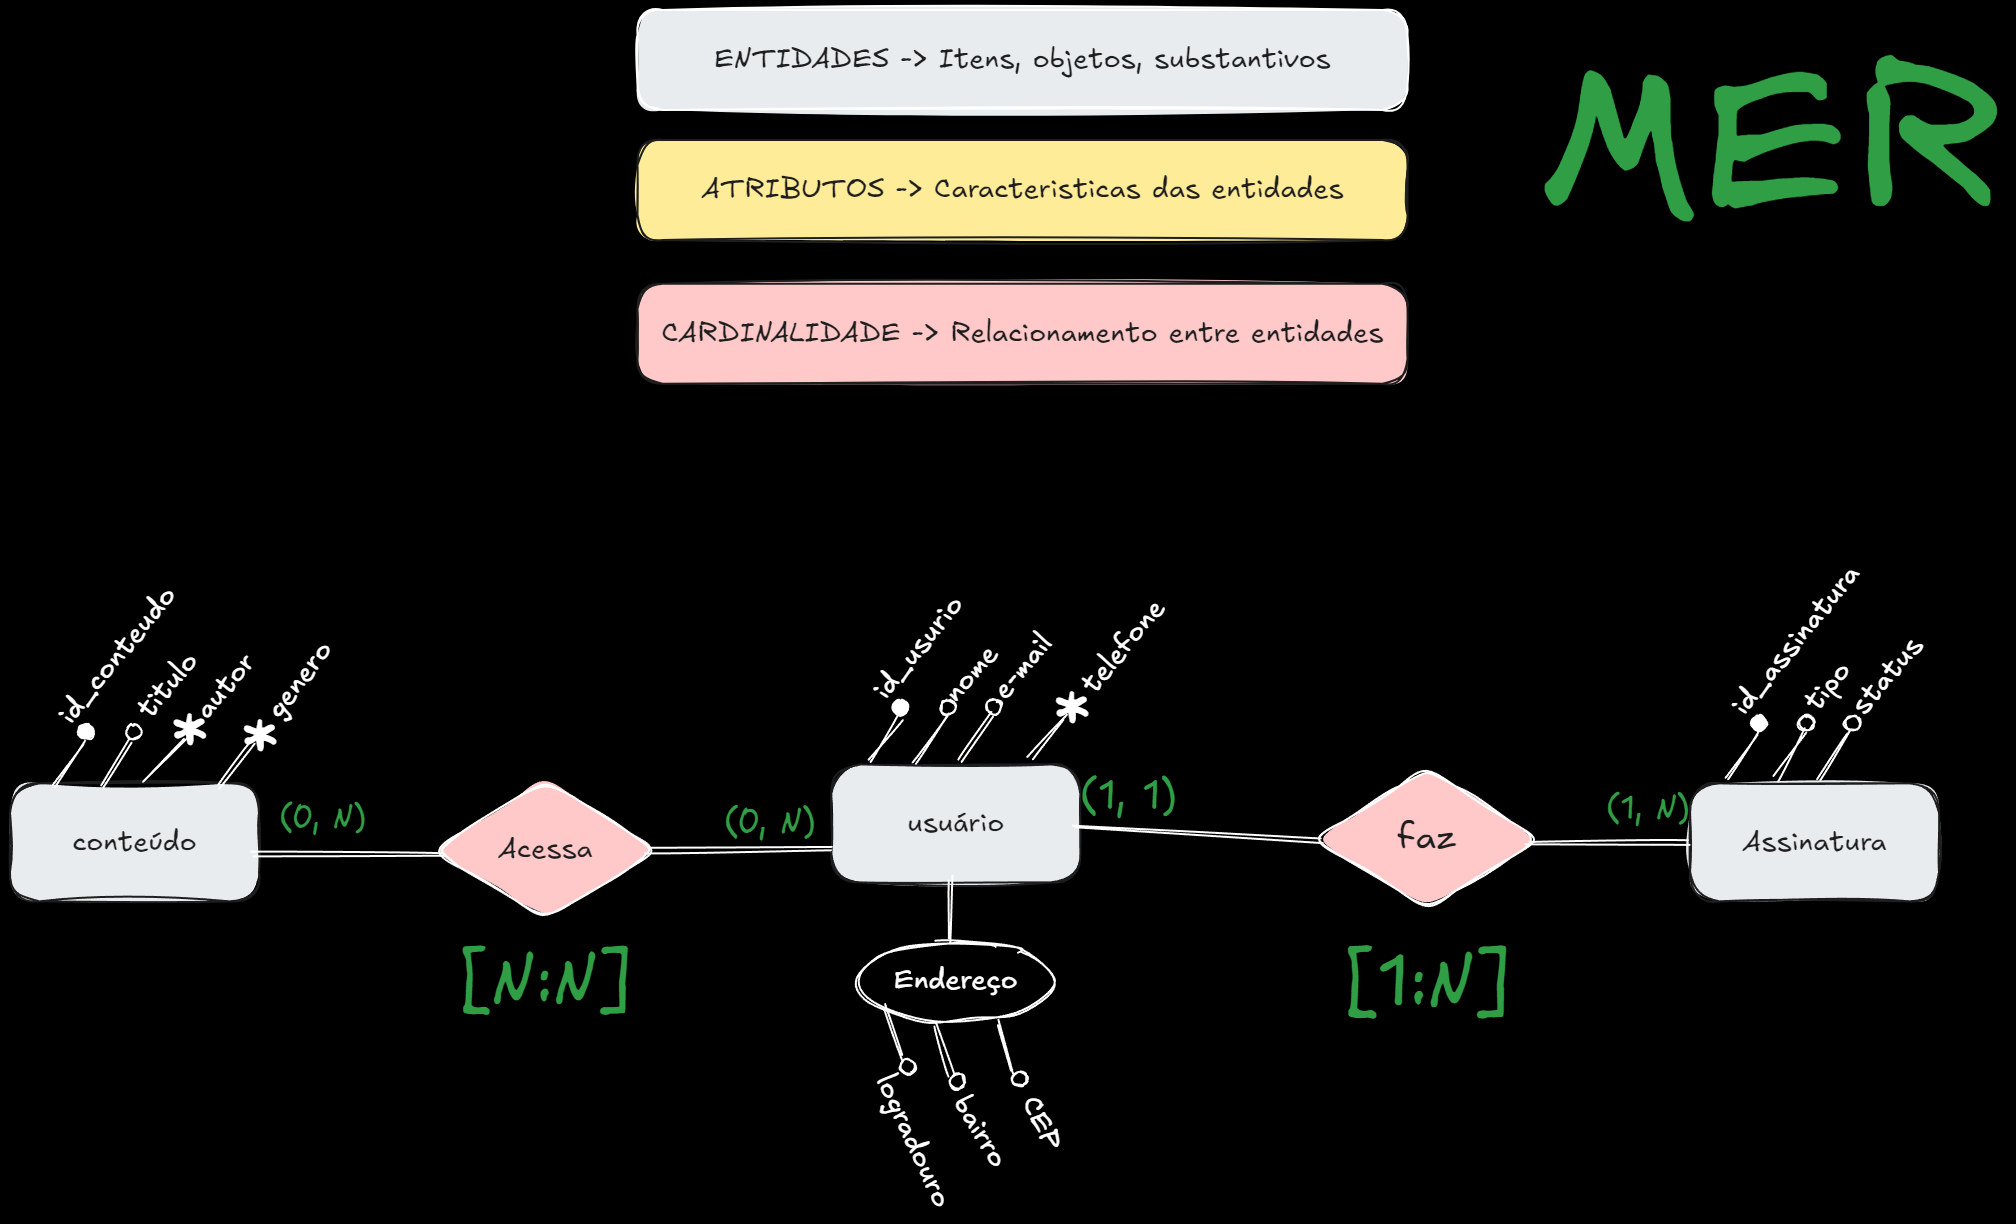 ENTIDADES -> Itens, objetos, substantivos
MER
ATRIBUTOS -> Caracteristicas das entidades
CARDINALIDADE -> Relacionamento entre entidades
id_conteudo
titulo
autor
genero
id_usurio
nome
e-mail
telefone
id_assinatura
tipo
status
conteúdo
(0, N)
Acessa
(0, N)
usuário
(1, 1)
faz
(1, N)
Assinatura
[N:N]
Endereço
[1:N]
logradouro
bairro
CEP